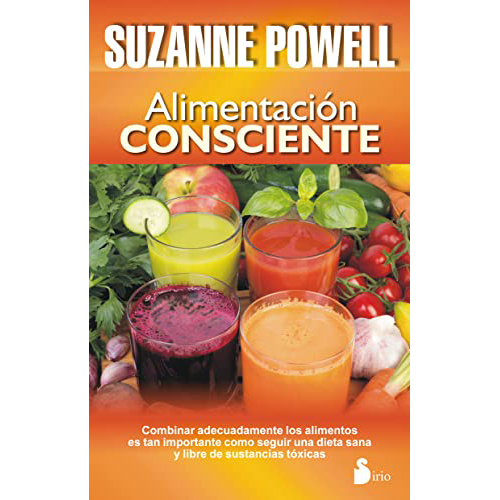 SUZANNE POWELL
Alimentación
CONSCIENTE
Combinar adecuadamente los alimentos
es tan importante como seguir una dieta sana
y libre de sustancias tóxicas
Sirio